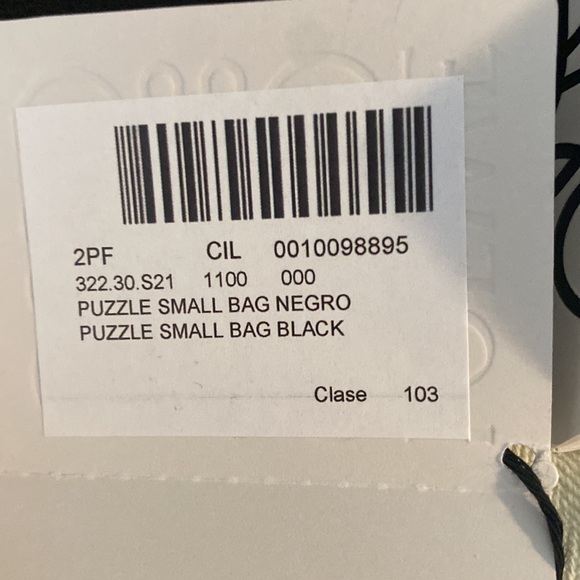 2PF CIL 0010098895
322.30.S21 1100 000
PUZZLE SMALL BAG NEGRO
PUZZLE SMALL BAG BLACK
Clase 103